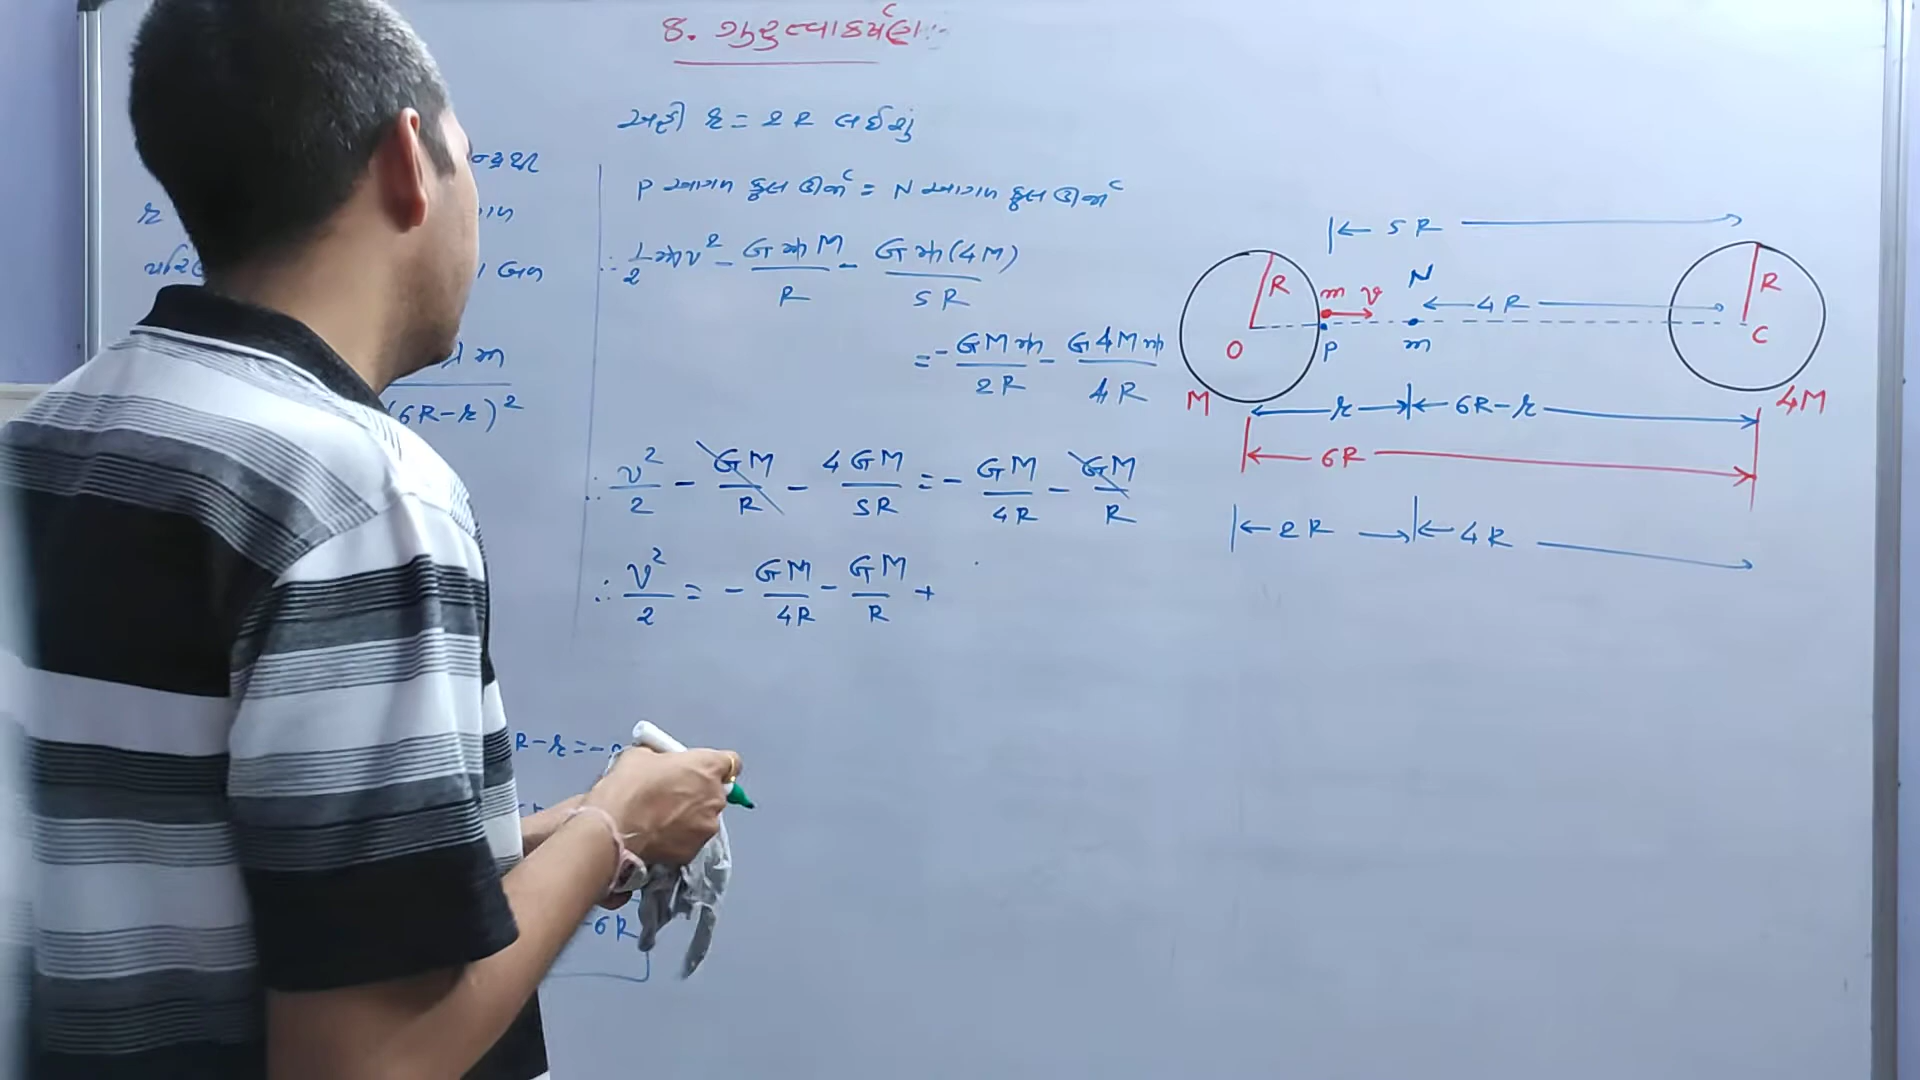 8. ગુરુત્વાકર્ષણ:-
અહીં r = 2R લઈશું
P આગળ કુલ ઊર્જા = N આગળ કુલ ઊર્જા
∴ 1/2 mv² - GmM/R - Gm(4M)/5R
= - GMm/2R - G4Mm/4R
∴ v²/2 - GM/R - 4GM/5R = - GM/4R - GM/R
∴ v²/2 = - GM/4R - GM/R +
r
m
(6R-r)²
R-r=-
-6R
5R
R
m v
N
4R
R
O
P
m
C
M
r
6R-r
4M
6R
2R
4R